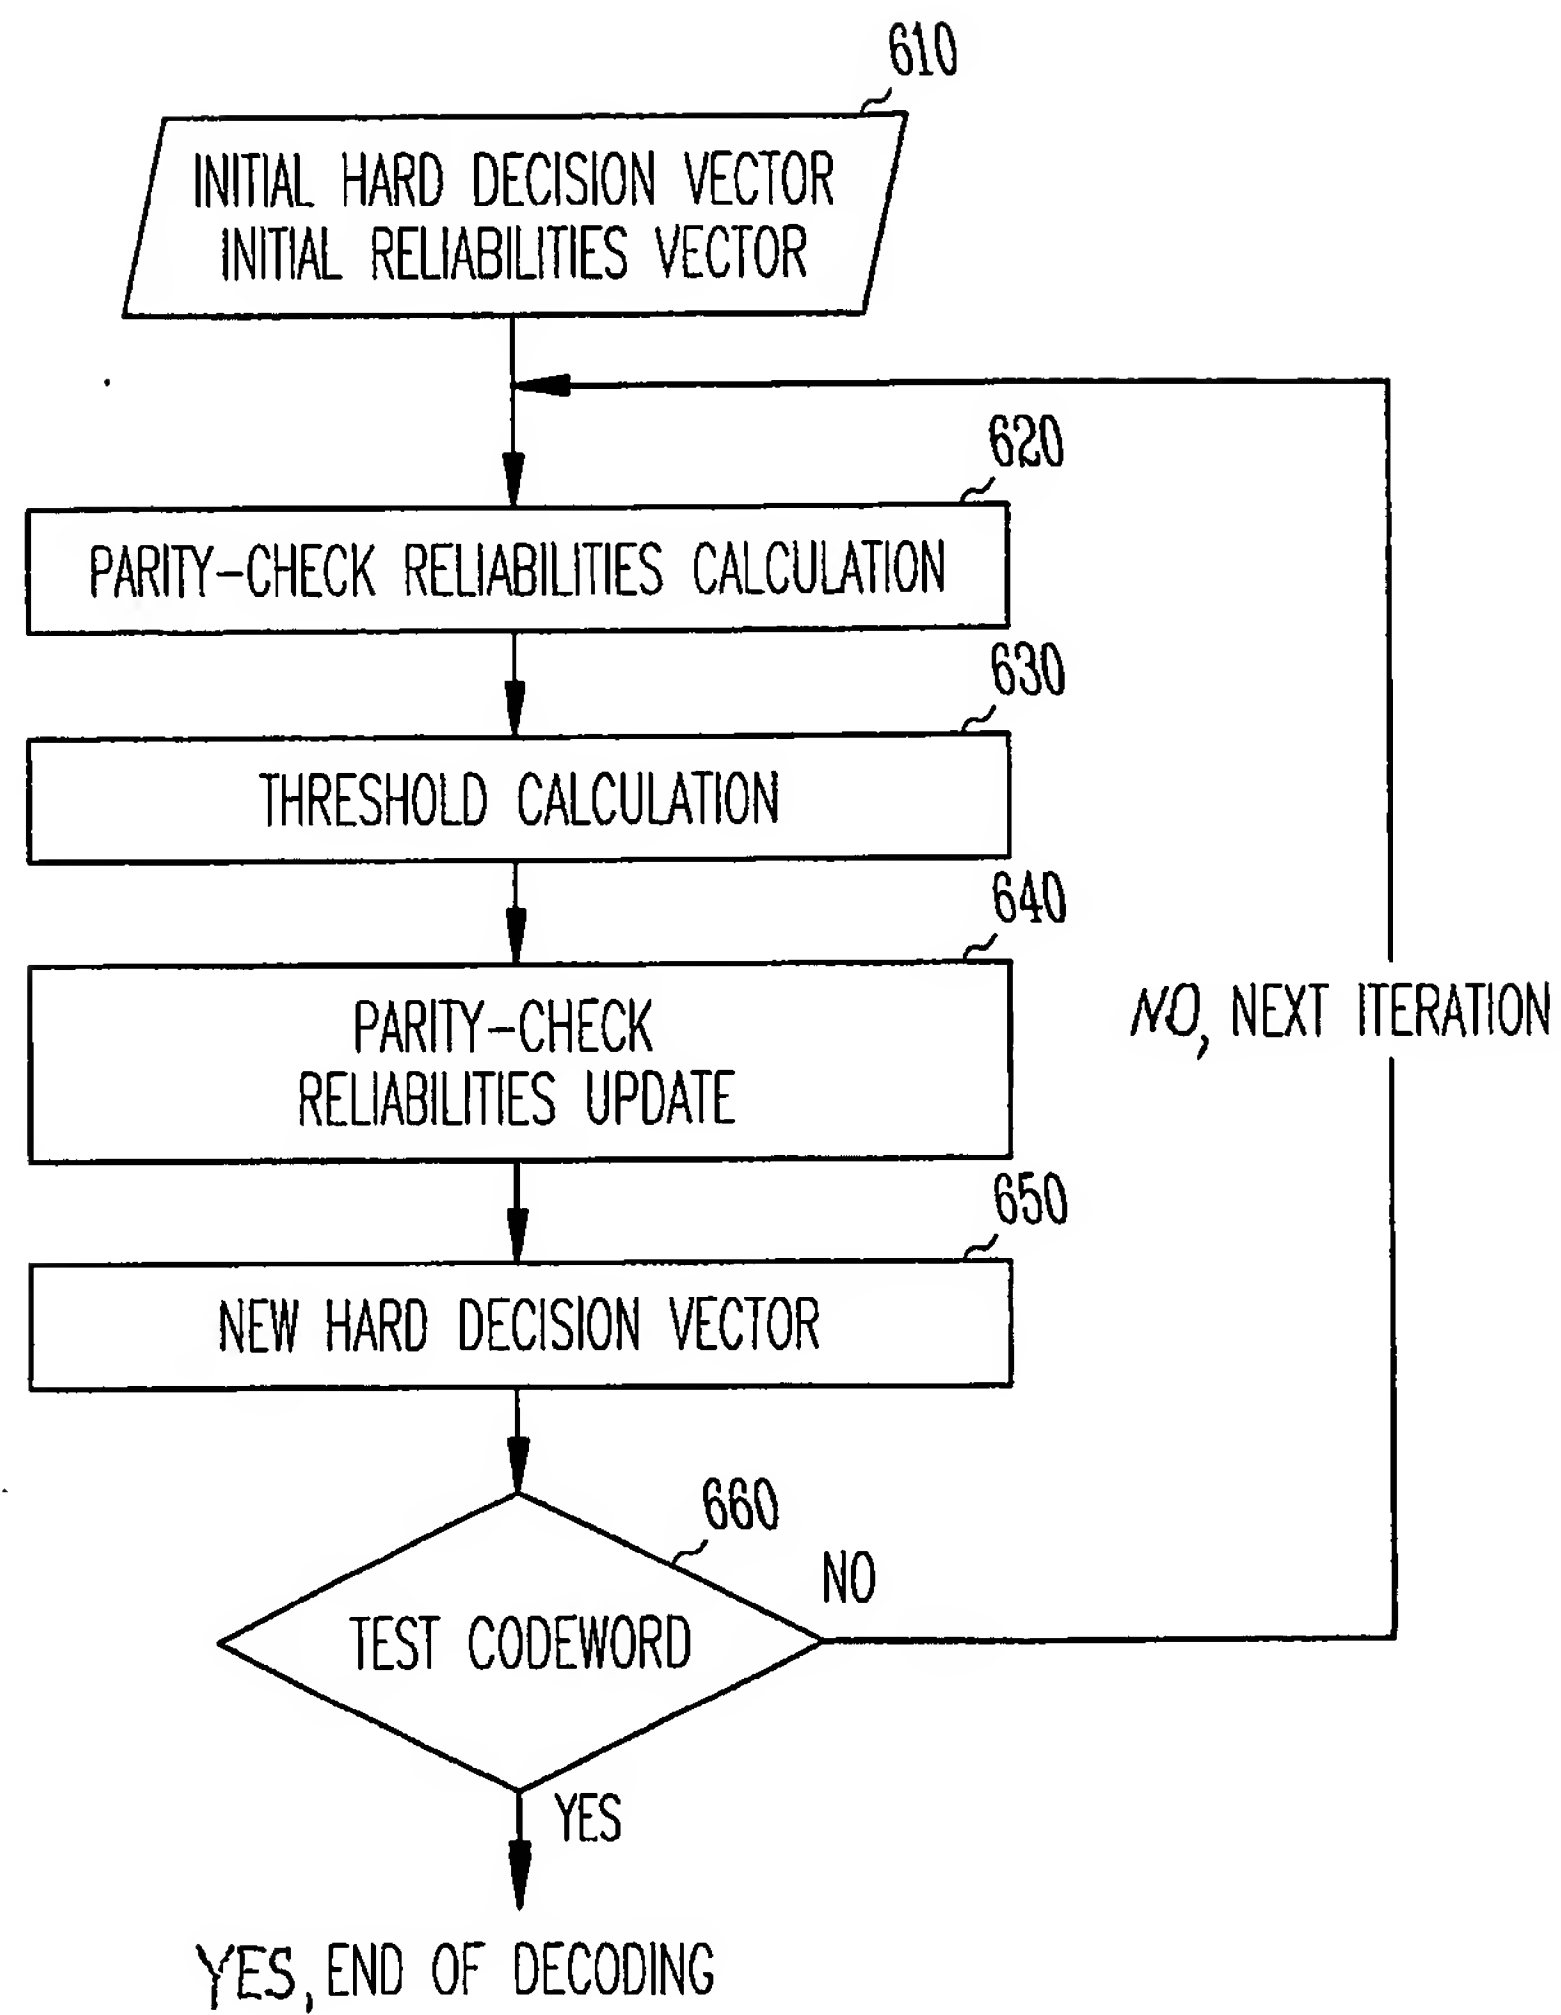 610
INITIAL HARD DECISION VECTOR
INITIAL RELIABILITIES VECTOR
620
PARITY-CHECK RELIABILITIES CALCULATION
630
THRESHOLD CALCULATION
640
PARITY-CHECK
RELIABILITIES UPDATE
NO, NEXT ITERATION
650
NEW HARD DECISION VECTOR
660
NO
TEST CODEWORD
YES
YES, END OF DECODING